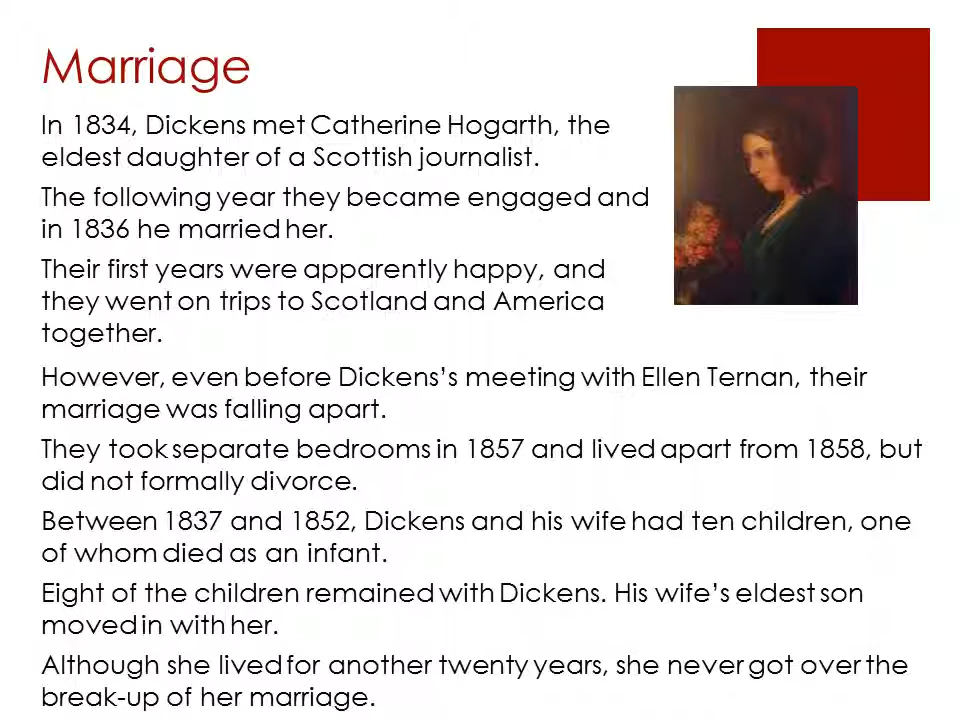 Marriage
In 1834, Dickens met Catherine Hogarth, the
eldest daughter of a Scottish journalist.
The following year they became engaged and
in 1836 he married her.
Their first years were apparently happy, and
they went on trips to Scotland and America
together.
However, even before Dickens's meeting with Ellen Ternan, their
marriage was falling apart.
They took separate bedrooms in 1857 and lived apart from 1858, but
did not formally divorce.
Between 1837 and 1852, Dickens and his wife had ten children, one
of whom died as an infant.
Eight of the children remained with Dickens. His wife's eldest son
moved in with her.
Although she lived for another twenty years, she never got over the
break-up of her marriage.